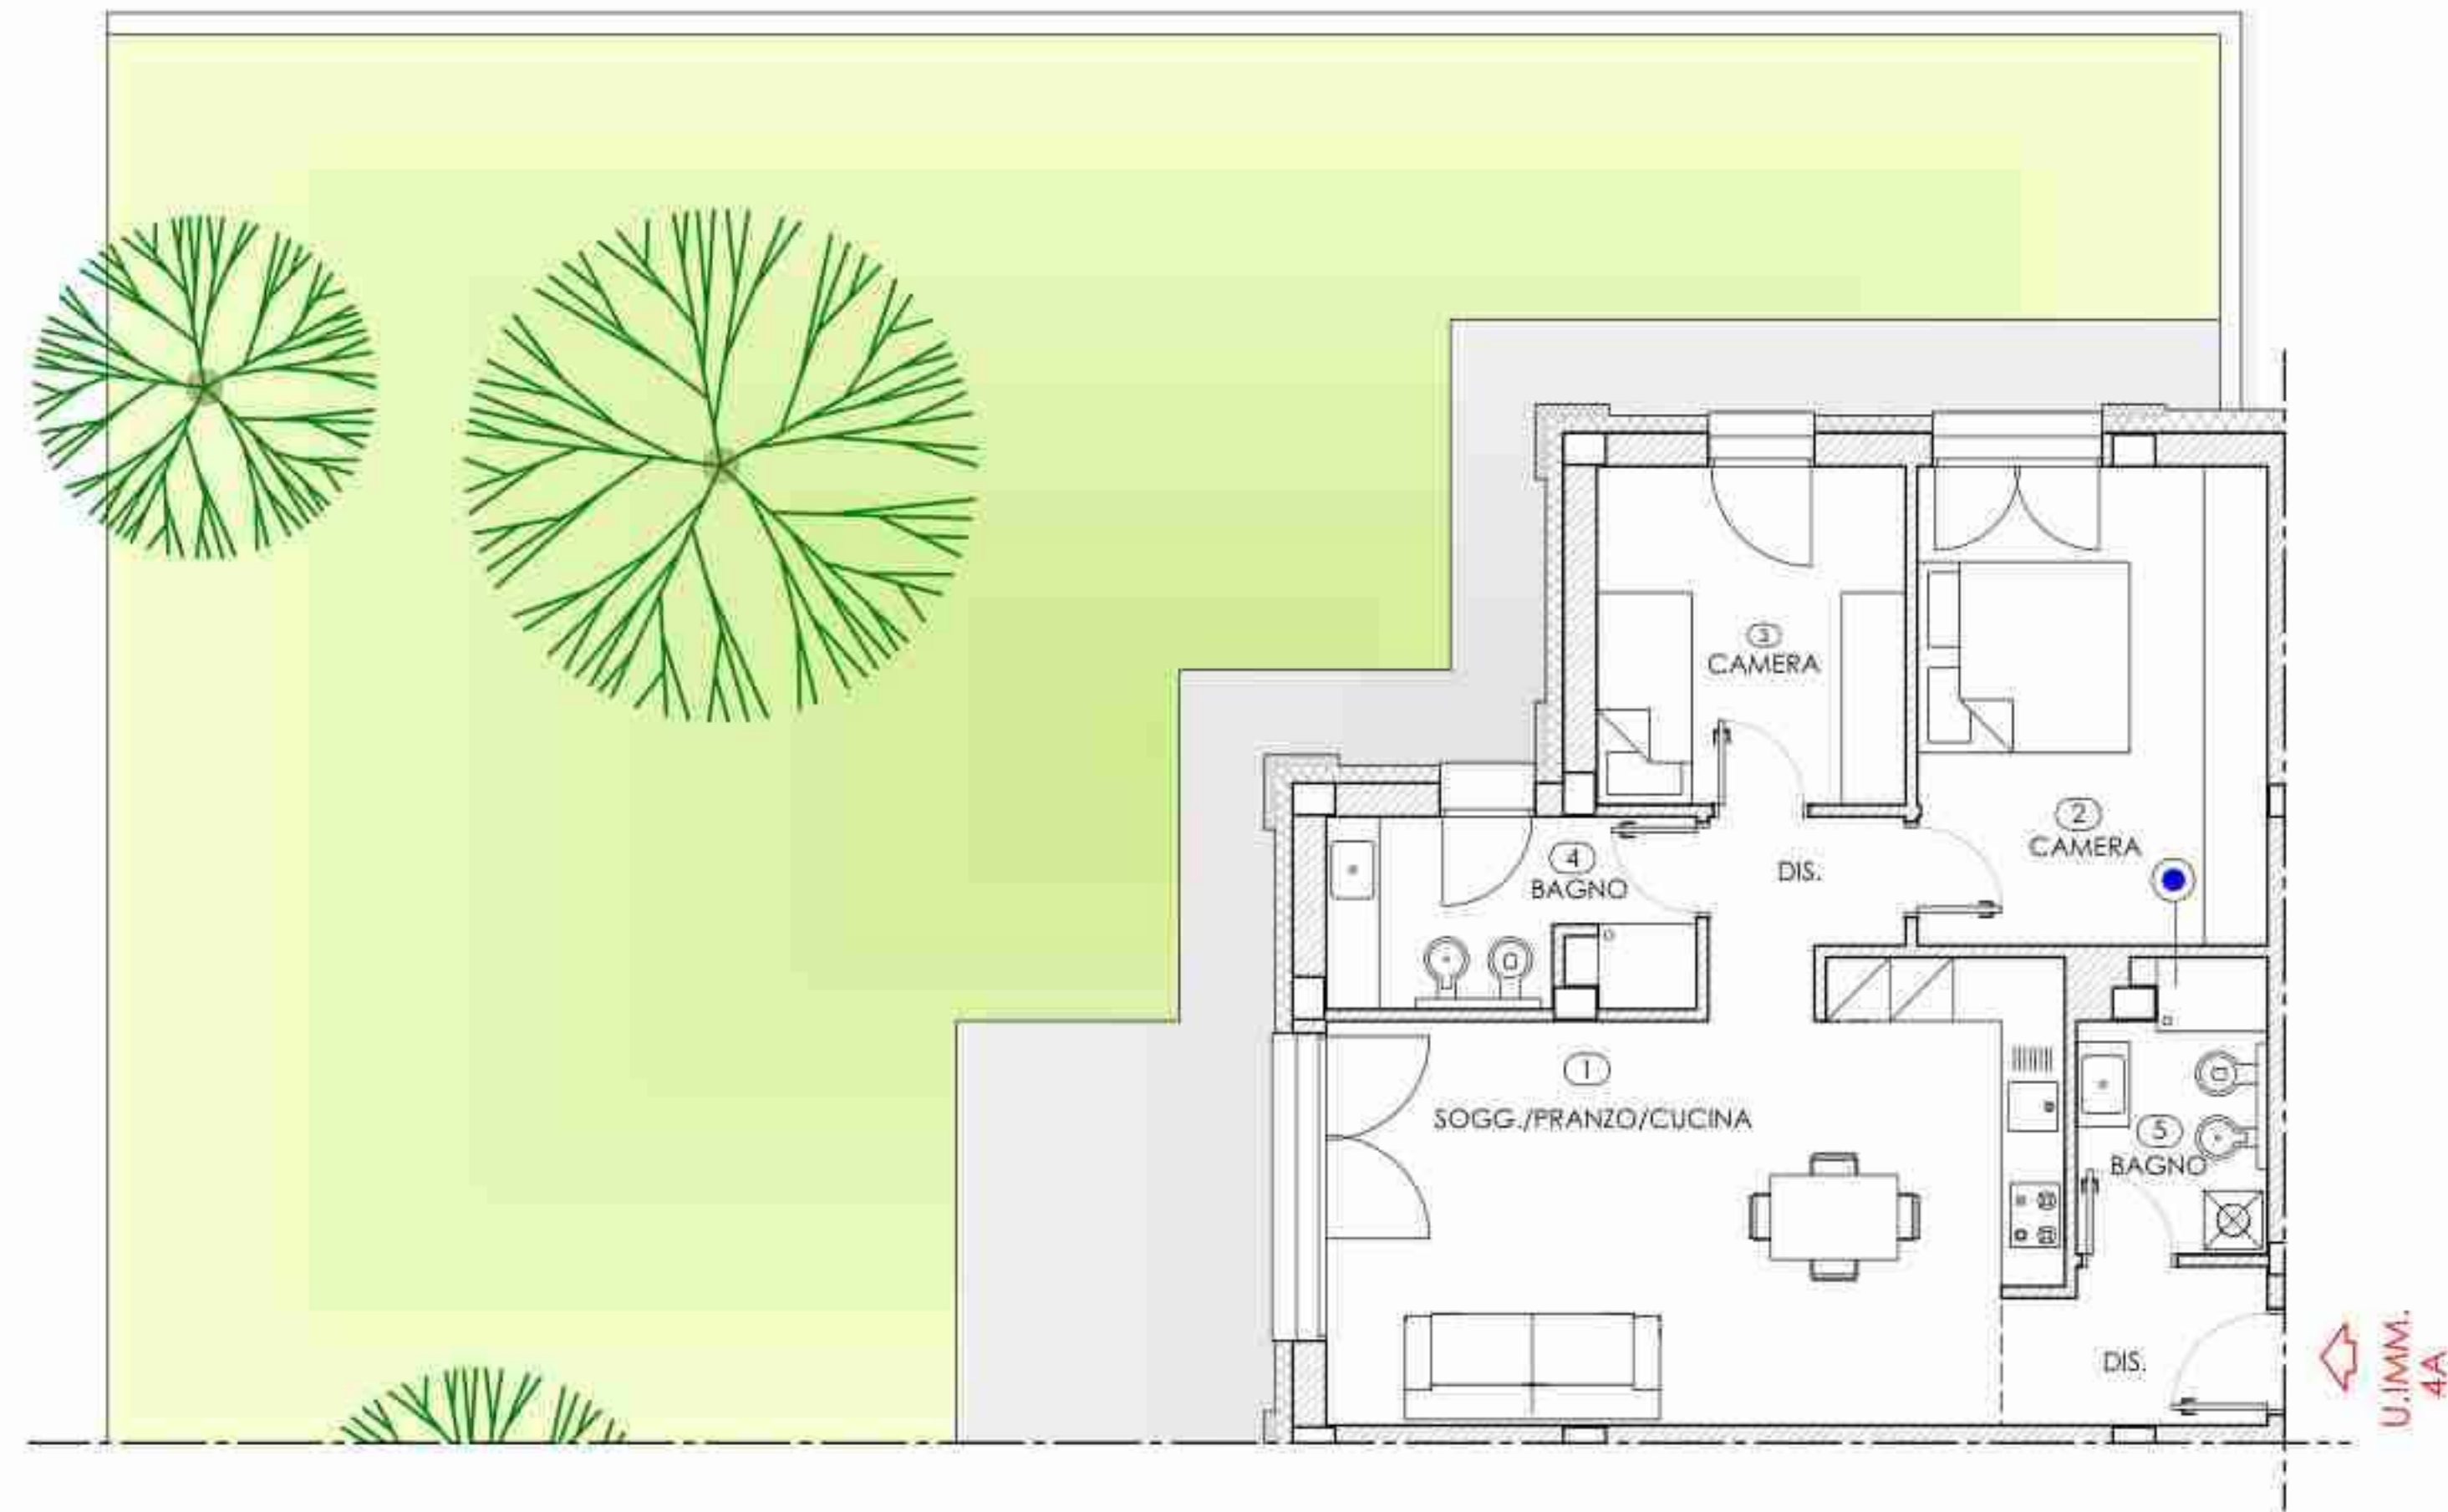 3
CAMERA
2
CAMERA
4
BAGNO
DIS.
1
SOGG./PRANZO/CUCINA
5
BAGNO
DIS.
U.IMM.
4A